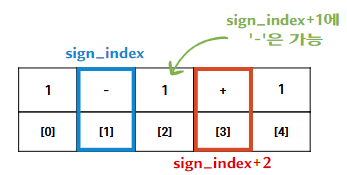 sign_index+1에
'-'은 가능
sign_index
1 - 1 + 1
[0] [1] [2] [3] [4]
sign_index+2